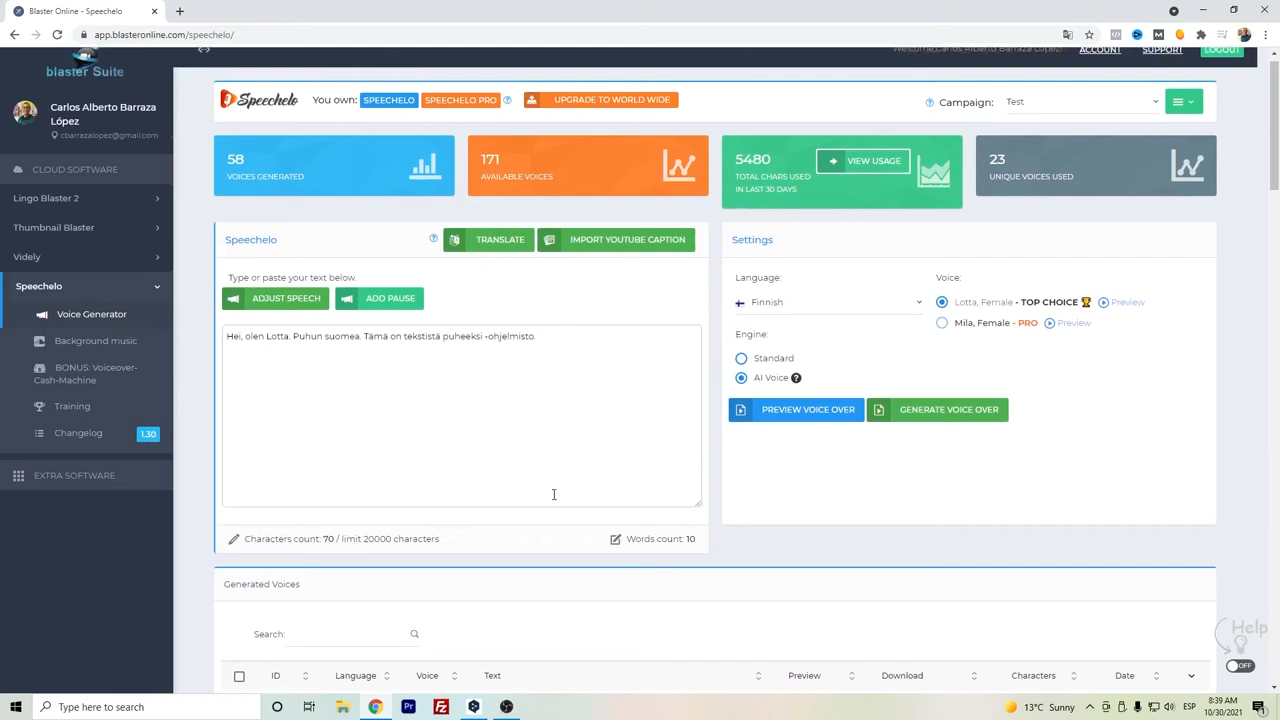 Blaster Online - Speechelo
app.blasteronline.com/speechelo/
blaster Suite
Welcome,Carlos Alberto Barraza López!
ACCOUNT
SUPPORT
LOGOUT
Carlos Alberto Barraza
López
cbarrazalopez@gmail.com
CLOUD SOFTWARE
Lingo Blaster 2
Thumbnail Blaster
Videly
Speechelo
Voice Generator
Background music
BONUS: Voiceover-
Cash-Machine
Training
Changelog
1.30
EXTRA SOFTWARE
Speechelo
You own: SPEECHELO SPEECHELO PRO
UPGRADE TO WORLD WIDE
Campaign: Test
58
VOICES GENERATED
171
AVAILABLE VOICES
5480
TOTAL CHARS USED
IN LAST 30 DAYS
VIEW USAGE
23
UNIQUE VOICES USED
Speechelo
TRANSLATE
IMPORT YOUTUBE CAPTION
Type or paste your text below.
ADJUST SPEECH
ADD PAUSE
Hei, olen Lotta. Puhun suomea. Tämä on tekstistä puheeksi -ohjelmisto.
Characters count: 70 / limit 20000 characters
Words count: 10
Settings
Language:
Finnish
Engine:
Standard
AI Voice
Voice:
Lotta, Female - TOP CHOICE Preview
Mila, Female - PRO Preview
PREVIEW VOICE OVER
GENERATE VOICE OVER
Generated Voices
Search:
ID Language Voice Text Preview Download Characters Date
Help
OFF
Type here to search
13°C Sunny
ESP
8:39 AM
10/30/2021